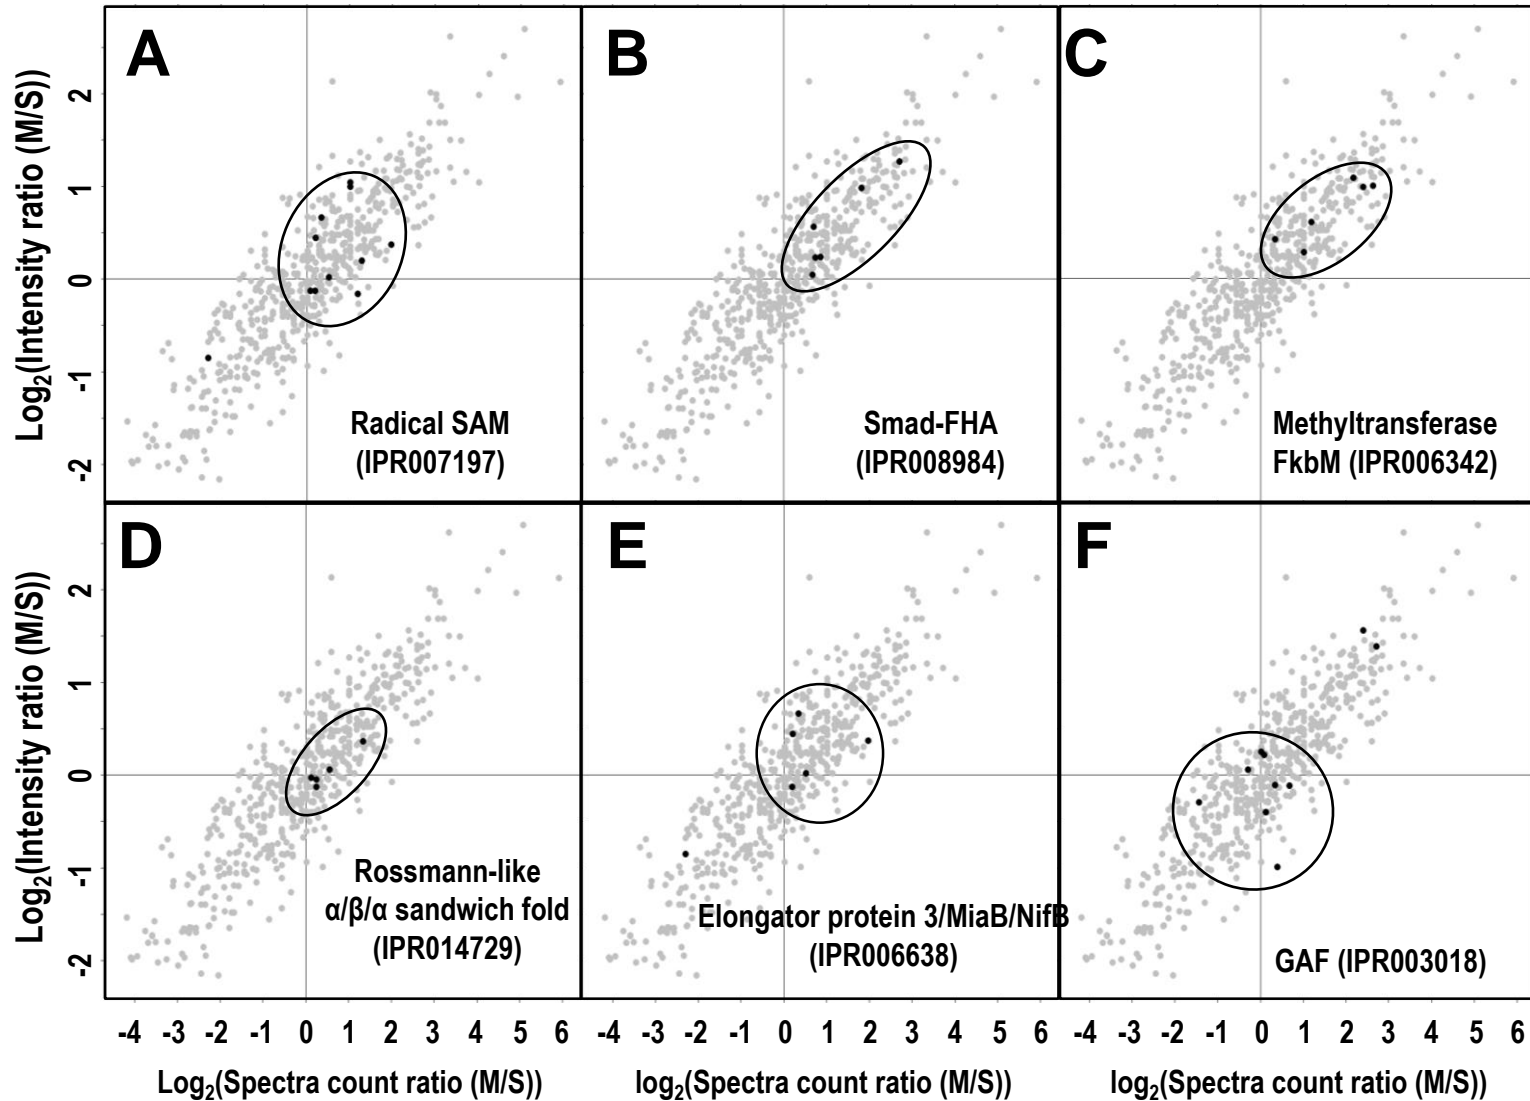 A
B
C
Log₂(Intensity ratio (M/S))
2
1
0
-1
-2
Radical SAM
(IPR007197)
Smad-FHA
(IPR008984)
Methyltransferase
FkbM (IPR006342)
D
E
F
Log₂(Intensity ratio (M/S))
2
1
0
-1
-2
Rossmann-like
α/β/α sandwich fold
(IPR014729)
Elongator protein 3/MiaB/NifB
(IPR006638)
GAF (IPR003018)
-4 -3 -2 -1 0 1 2 3 4 5 6
-4 -3 -2 -1 0 1 2 3 4 5 6
-4 -3 -2 -1 0 1 2 3 4 5 6
Log₂(Spectra count ratio (M/S))
log₂(Spectra count ratio (M/S))
log₂(Spectra count ratio (M/S))